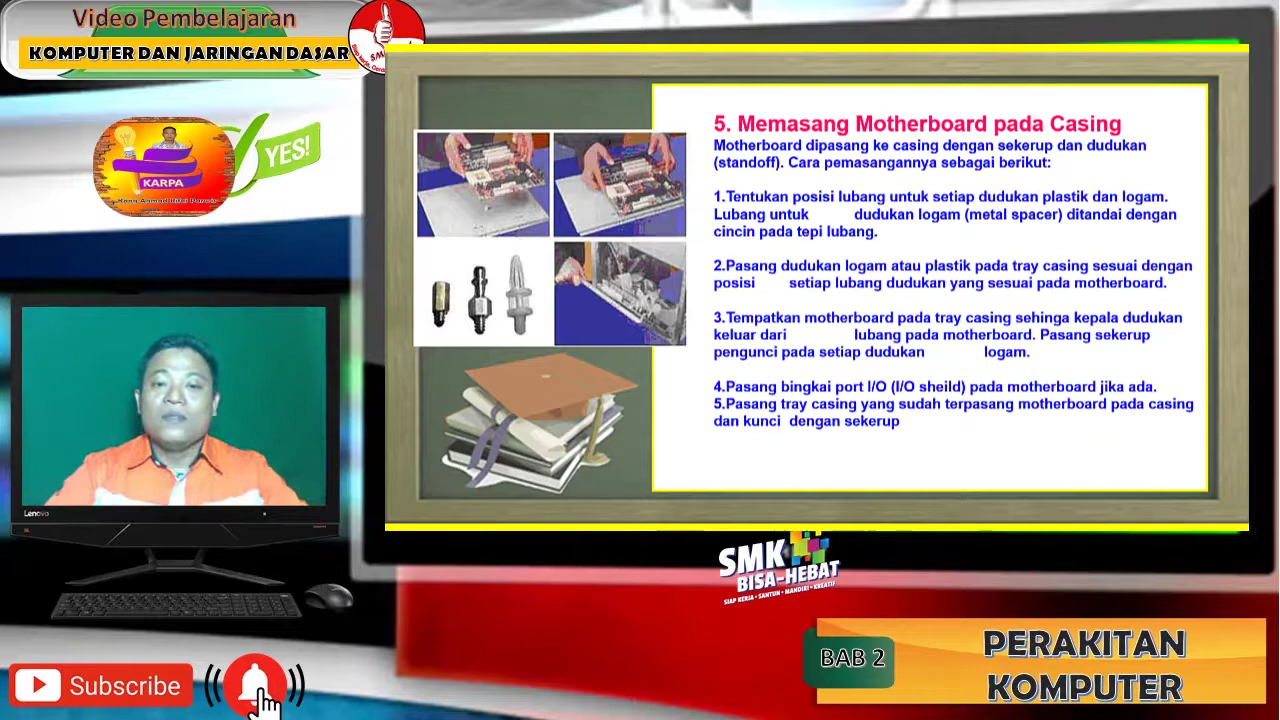 Video Pembelajaran
KOMPUTER DAN JARINGAN DASAR
YES!
KARPA
5. Memasang Motherboard pada Casing
Motherboard dipasang ke casing dengan sekerup dan dudukan
(standoff). Cara pemasangannya sebagai berikut:
1.Tentukan posisi lubang untuk setiap dudukan plastik dan logam.
Lubang untuk dudukan logam (metal spacer) ditandai dengan
cincin pada tepi lubang.
2.Pasang dudukan logam atau plastik pada tray casing sesuai dengan
posisi setiap lubang dudukan yang sesuai pada motherboard.
3.Tempatkan motherboard pada tray casing sehinga kepala dudukan
keluar dari lubang pada motherboard. Pasang sekerup
pengunci pada setiap dudukan logam.
4.Pasang bingkai port I/O (I/O sheild) pada motherboard jika ada.
5.Pasang tray casing yang sudah terpasang motherboard pada casing
dan kunci dengan sekerup
Lenovo
SMK
BISA-HEBAT
SIAP KERJA • SANTUN • MANDIRI • KREATIF
BAB 2
PERAKITAN
KOMPUTER
Subscribe